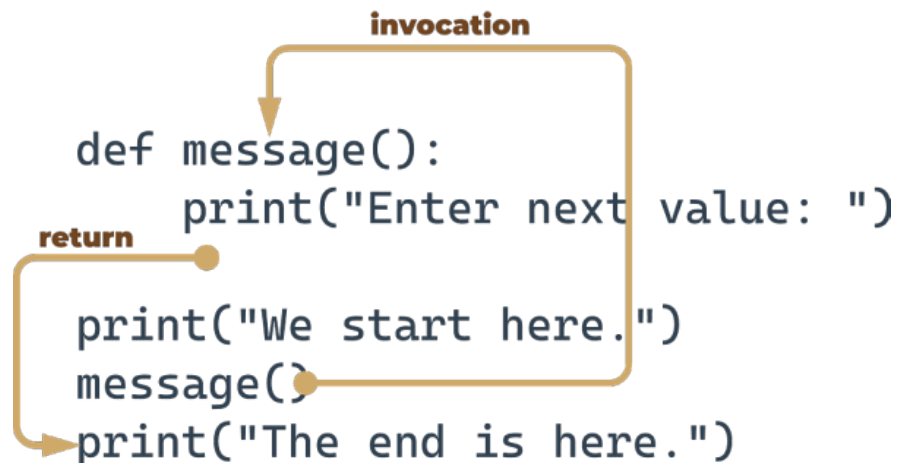 invocation
def message():
    print("Enter next value: ")
return
print("We start here.")
message()
print("The end is here.")